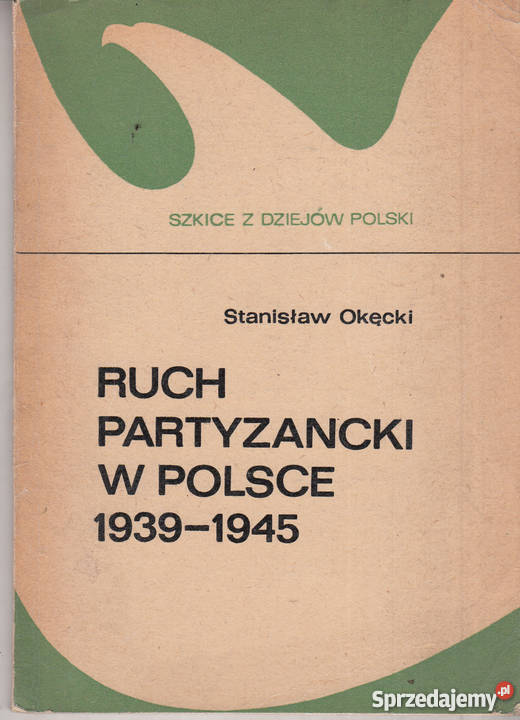 SZKICE Z DZIEJÓW POLSKI
Stanisław Okęcki
RUCH
PARTYZANCKI
W POLSCE
1939–1945
Sprzedajemy.pl